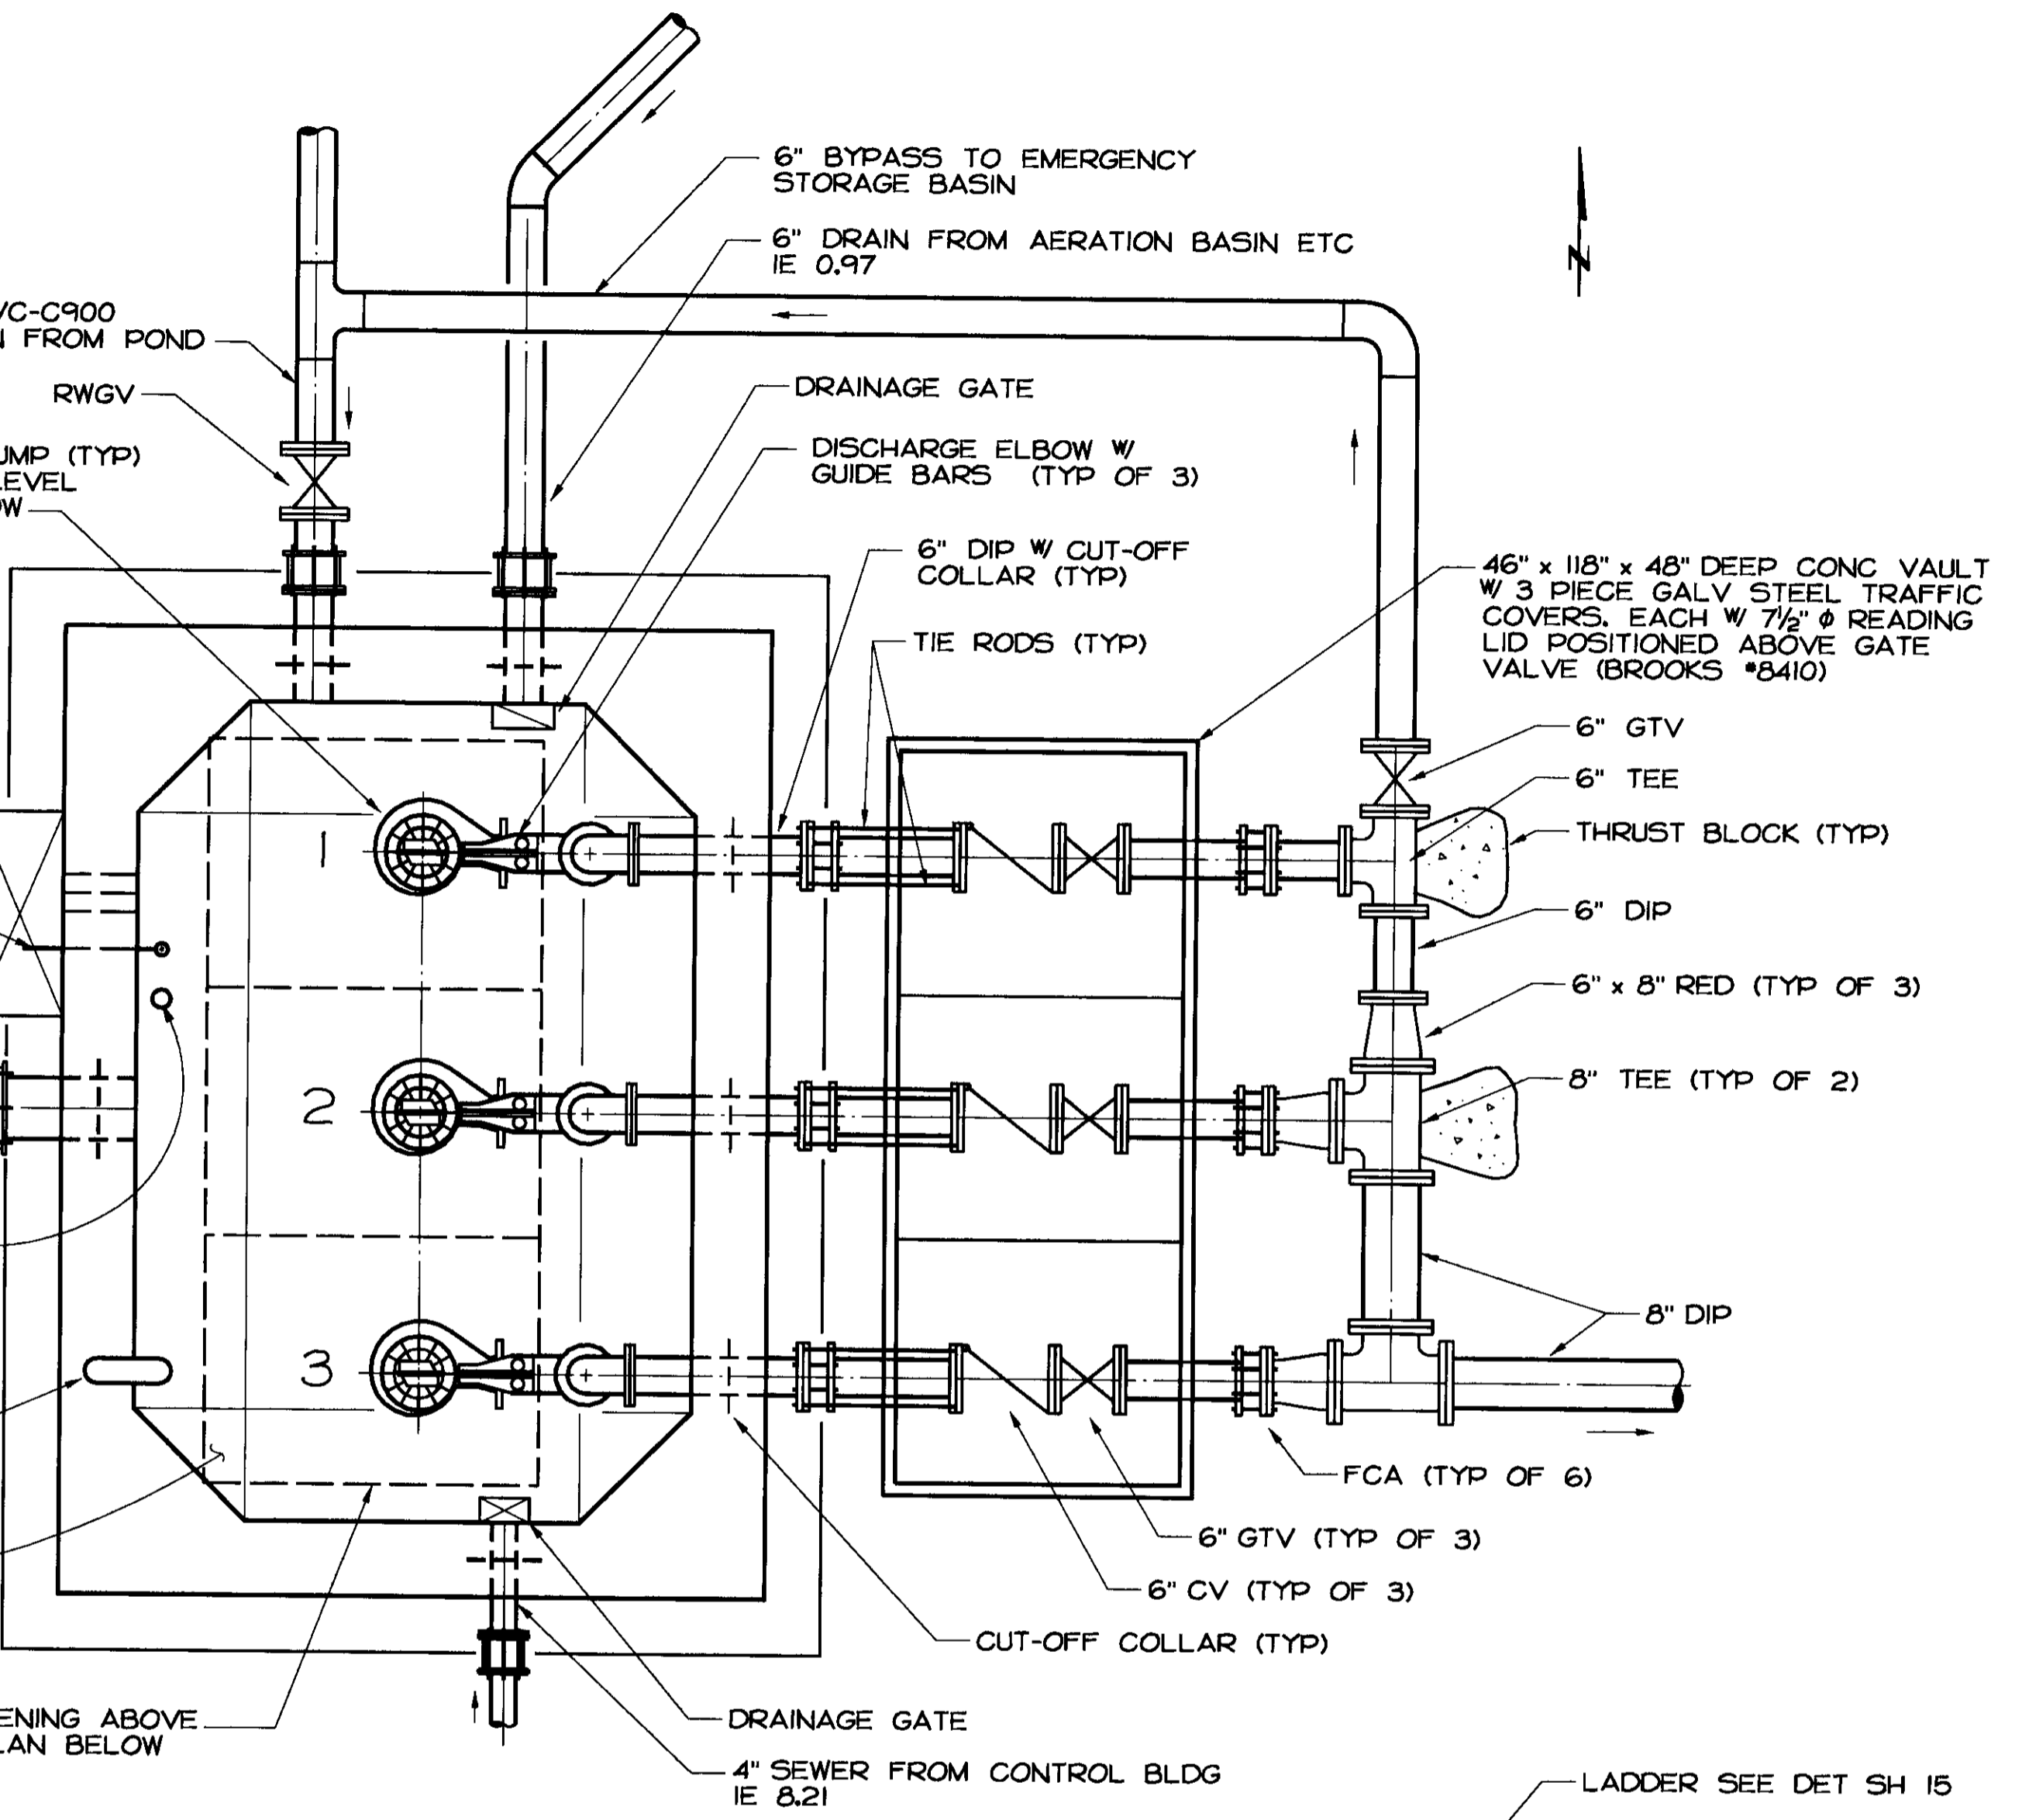 6" BYPASS TO EMERGENCY
STORAGE BASIN
6" DRAIN FROM AERATION BASIN ETC
IE 0.97
N
VC-C900
N FROM POND
RWGV
DRAINAGE GATE
UMP (TYP)
LEVEL
OW
DISCHARGE ELBOW W/
GUIDE BARS (TYP OF 3)
6" DIP W/ CUT-OFF
COLLAR (TYP)
TIE RODS (TYP)
46" x 118" x 48" DEEP CONC VAULT
W/ 3 PIECE GALV STEEL TRAFFIC
COVERS. EACH W/ 7½" ϕ READING
LID POSITIONED ABOVE GATE
VALVE (BROOKS #8410)
6" GTV
6" TEE
THRUST BLOCK (TYP)
1
6" DIP
6" x 8" RED (TYP OF 3)
8" TEE (TYP OF 2)
2
8" DIP
3
FCA (TYP OF 6)
6" GTV (TYP OF 3)
6" CV (TYP OF 3)
CUT-OFF COLLAR (TYP)
ENING ABOVE
LAN BELOW
DRAINAGE GATE
4" SEWER FROM CONTROL BLDG
IE 8.21
LADDER SEE DET SH 15